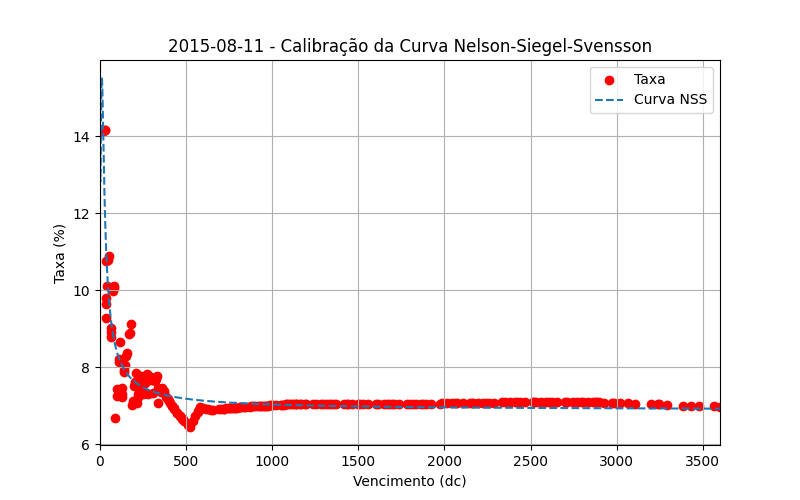 2015-08-11 - Calibração da Curva Nelson-Siegel-Svensson
Taxa
Curva NSS
Taxa (%)
14
12
10
8
6
0 500 1000 1500 2000 2500 3000 3500
Vencimento (dc)